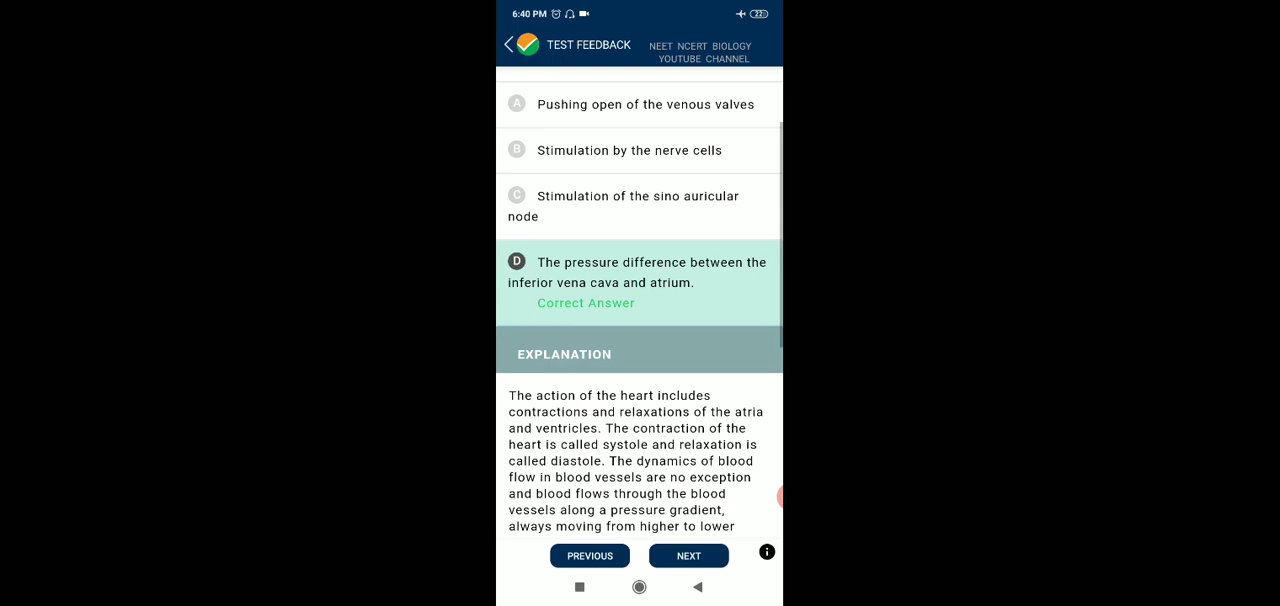 6:40 PM
22
TEST FEEDBACK
NEET NCERT BIOLOGY
YOUTUBE CHANNEL
A Pushing open of the venous valves
B Stimulation by the nerve cells
C Stimulation of the sino auricular
node
D The pressure difference between the
inferior vena cava and atrium.
Correct Answer
EXPLANATION
The action of the heart includes
contractions and relaxations of the atria
and ventricles. The contraction of the
heart is called systole and relaxation is
called diastole. The dynamics of blood
flow in blood vessels are no exception
and blood flows through the blood
vessels along a pressure gradient,
always moving from higher to lower
PREVIOUS
NEXT
i